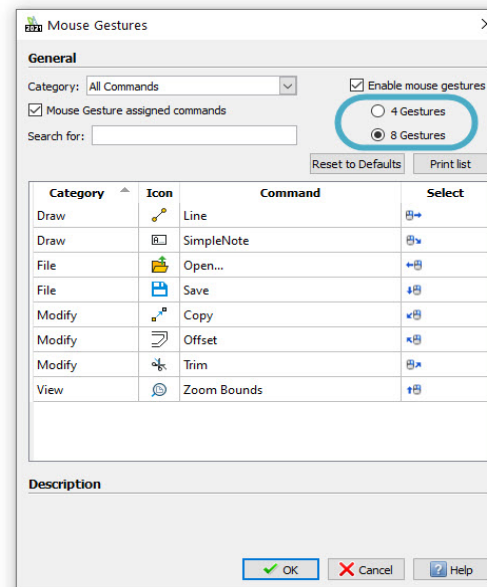 2021 Mouse Gestures
General
Category: All Commands Enable mouse gestures
Mouse Gesture assigned commands 4 Gestures
Search for: 8 Gestures
Reset to Defaults Print list
Category Icon Command Select
Draw Line
Draw A... SimpleNote
File Open...
File Save
Modify Copy
Modify Offset
Modify Trim
View Zoom Bounds
Description
OK Cancel ? Help